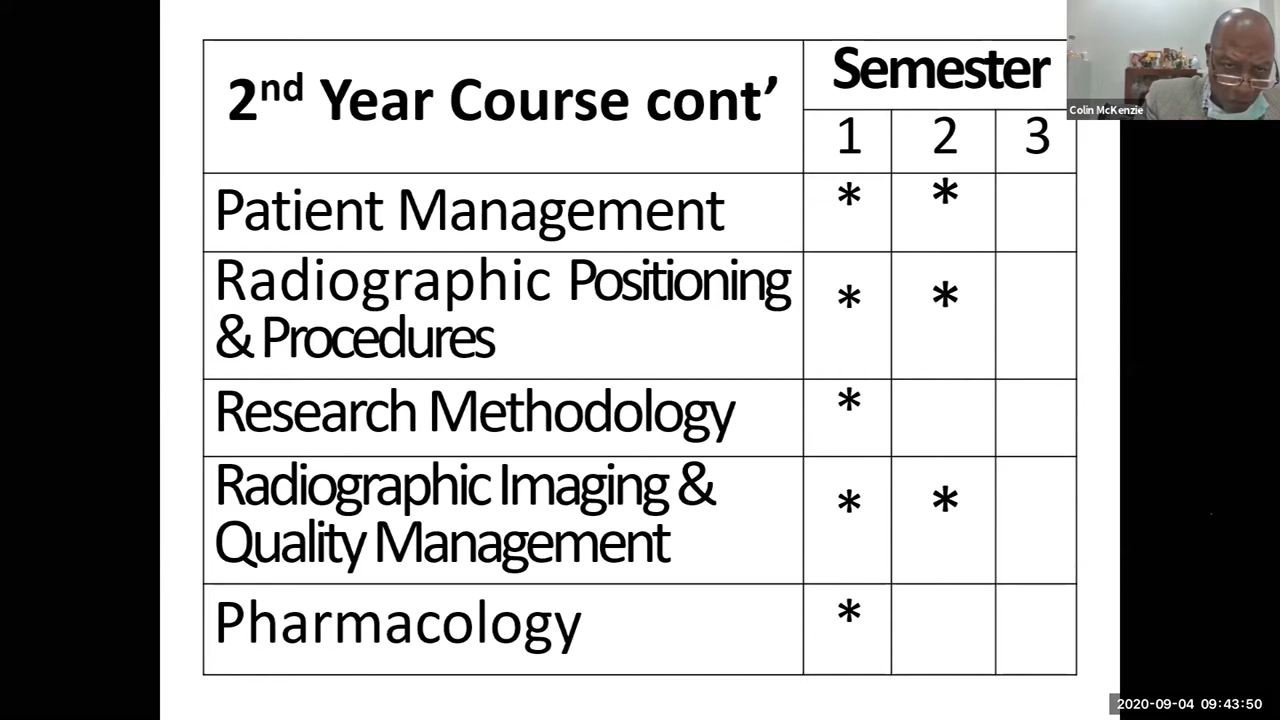 2nd Year Course cont’
Semester
1 2 3
Patient Management * *
Radiographic Positioning
& Procedures * *
Research Methodology *
Radiographic Imaging &
Quality Management * *
Pharmacology *
Colin McKenzie
2020-09-04 09:43:50